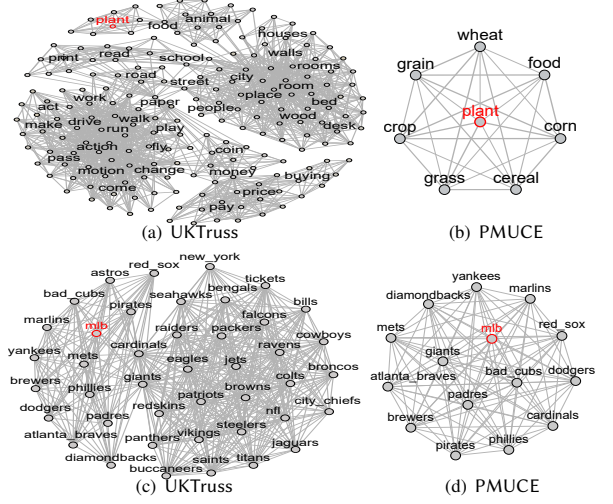 plant
animal
food
houses
print
read
school
walls
rooms
road
street
city
room
place
work
act
paper
people
bed
make
drive
walk
play
wood
desk
run
action
fly
coin
pass
motion
change
money
buying
come
price
pay
(a) UKTruss
wheat
grain
food
plant
crop
corn
grass
cereal
(b) PMUCE
new_york
red_sox
astros
tickets
bengals
bad_cubs
seahawks
bills
pirates
falcons
marlins
mlb
raiders
packers
cowboys
cardinals
ravens
yankees
mets
eagles
jets
broncos
brewers
phillies
giants
colts
browns
patriots
dodgers
padres
redskins
nfl
city_chiefs
atlanta_braves
panthers
vikings
steelers
jaguars
diamondbacks
saints
titans
buccaneers
(c) UKTruss
yankees
diamondbacks
marlins
mets
mlb
red_sox
giants
atlanta_braves
bad_cubs
dodgers
padres
brewers
cardinals
pirates
phillies
(d) PMUCE